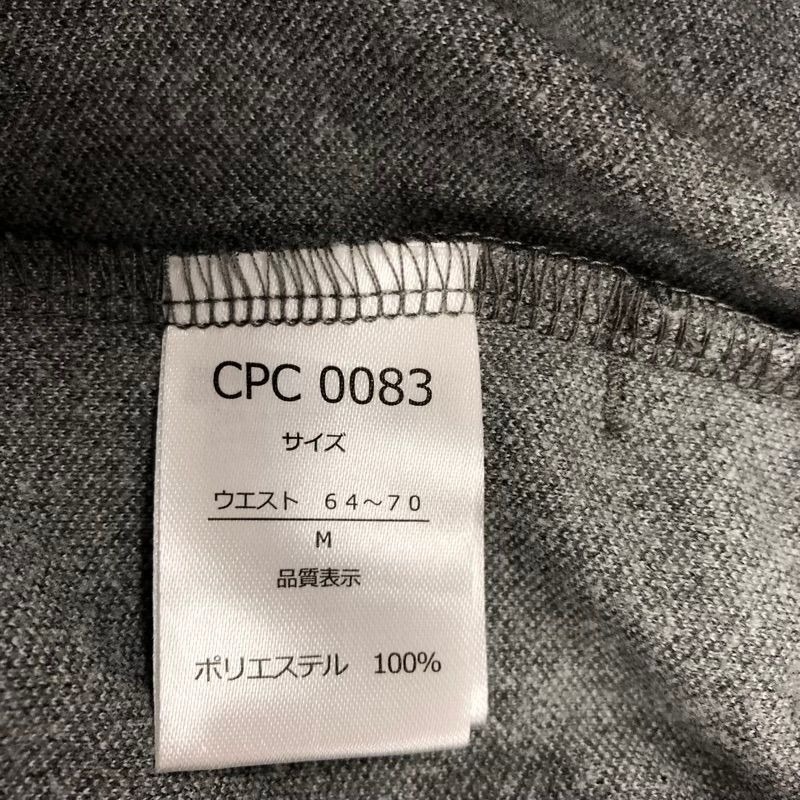 CPC 0083
サイズ
ウエスト　６４～７０
M
品質表示
ポリエステル　100%